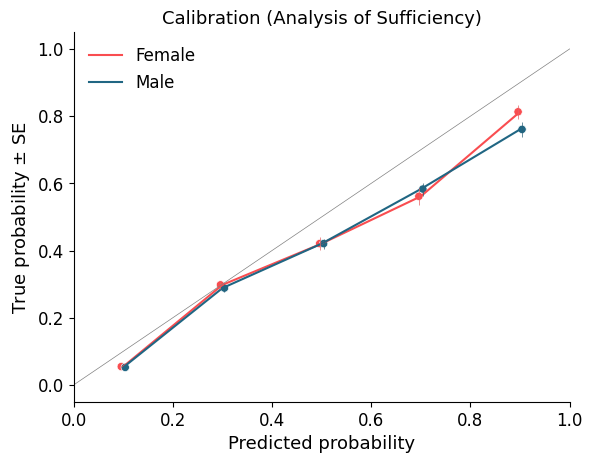 Calibration (Analysis of Sufficiency)
1.0
0.8
0.6
0.4
0.2
0.0
True probability ± SE
Female
Male
0.0 0.2 0.4 0.6 0.8 1.0
Predicted probability